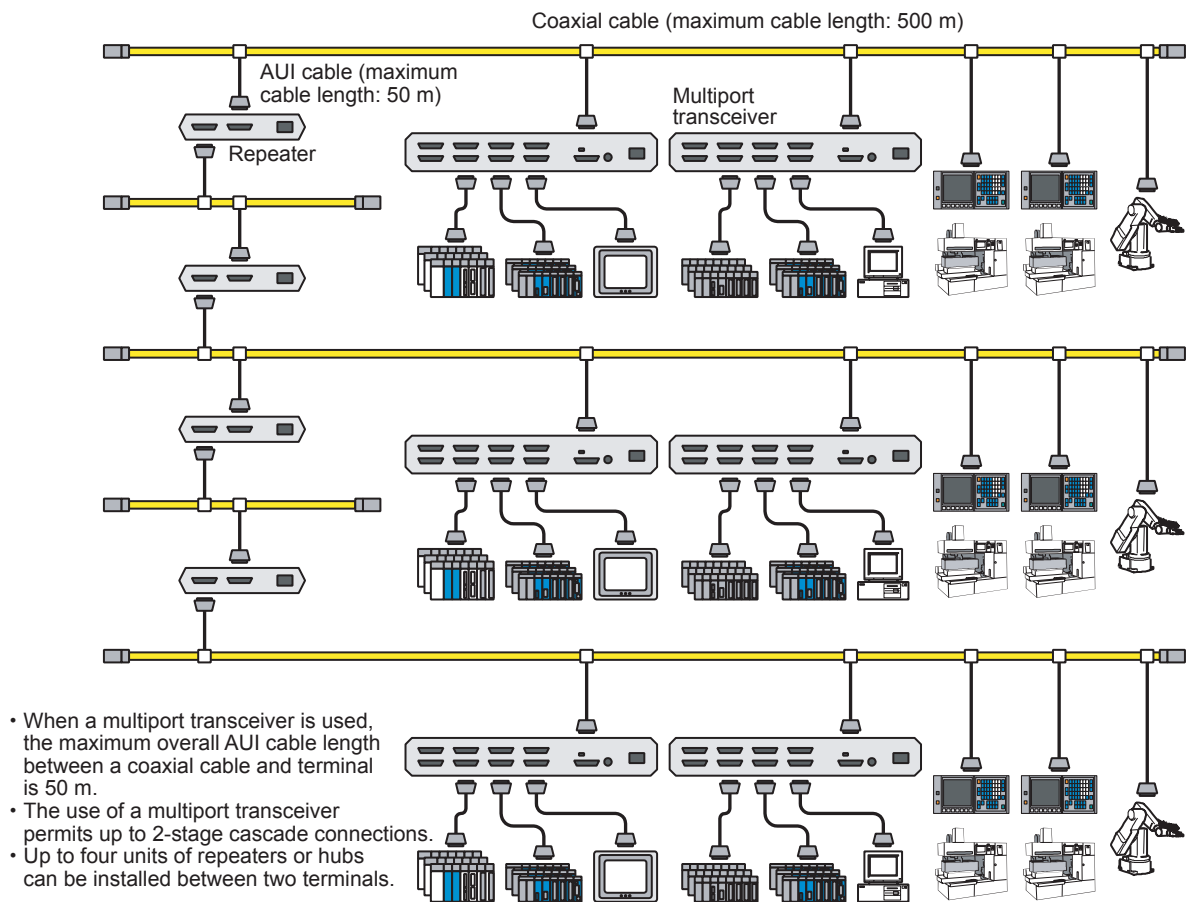 Coaxial cable (maximum cable length: 500 m)
AUI cable (maximum
cable length: 50 m)
Multiport
transceiver
Repeater
・When a multiport transceiver is used,
the maximum overall AUI cable length
between a coaxial cable and terminal
is 50 m.
・The use of a multiport transceiver
permits up to 2-stage cascade connections.
・Up to four units of repeaters or hubs
can be installed between two terminals.